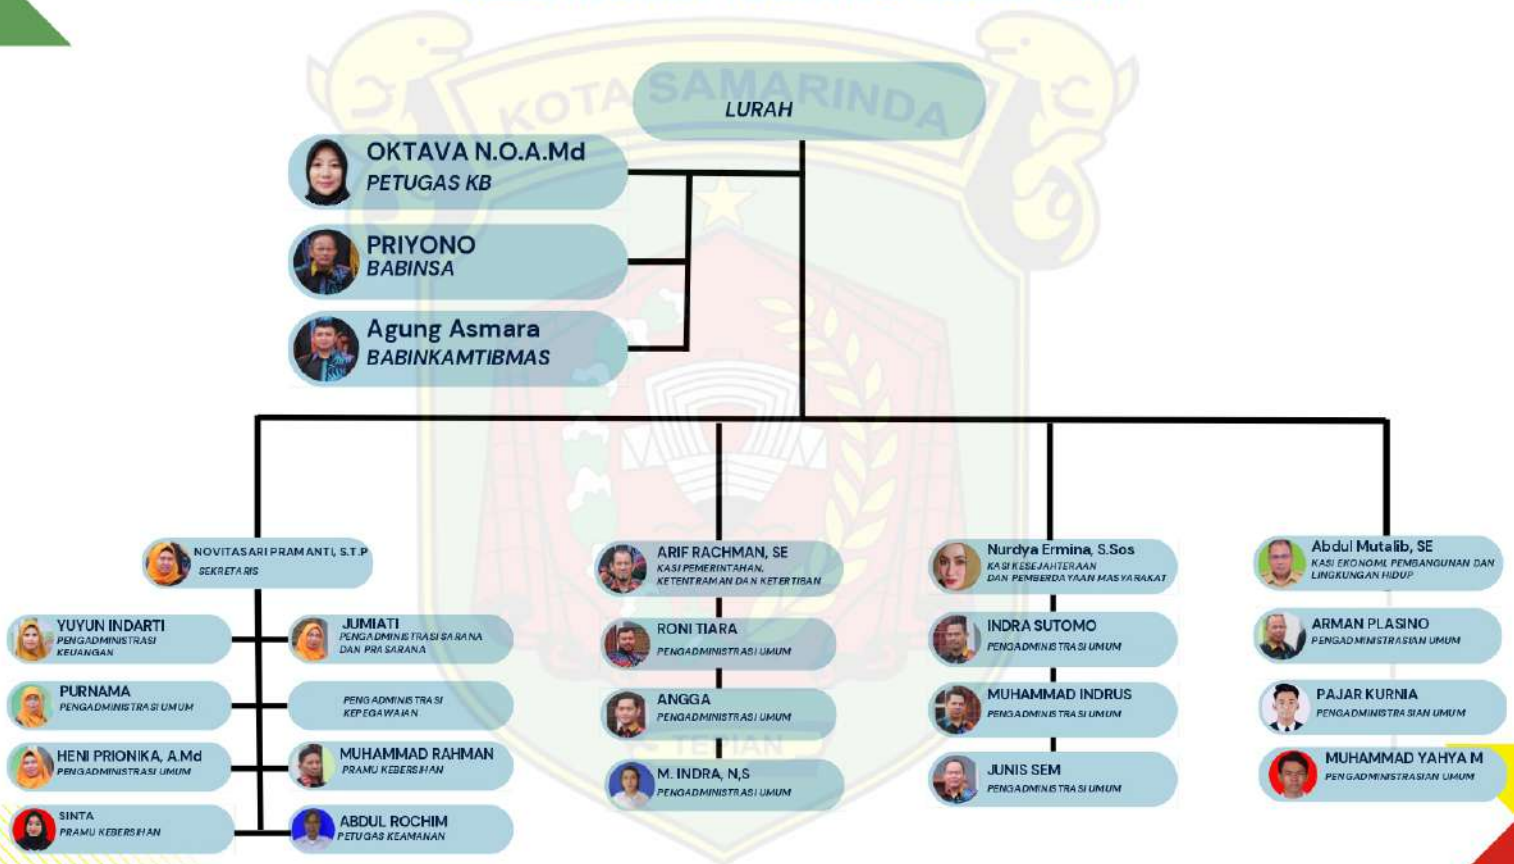 KOTA SAMARINDA
LURAH
OKTAVA N.O.A.Md
PETUGAS KB
PRIYONO
BABINSA
Agung Asmara
BABINKAMTIBMAS
NOVITASARI PRAMANTI, S.T.P
SEKRETARIS
YUYUN INDARTI
PENGADMINISTRASI
KEUANGAN
JUMIATI
PENGADMINISTRASI SARANA
DAN PRASARANA
PURNAMA
PENGADMINISTRASI UMUM
PENGADMINISTRASI
KEPEGAWAIAN
HENI PRIONIKA, A.Md
PENGADMINISTRASI UMUM
MUHAMMAD RAHMAN
PRAMU KEBERSIHAN
SINTA
PRAMU KEBERSIHAN
ABDUL ROCHIM
PETUGAS KEAMANAN
ARIF RACHMAN, SE
KASI PEMERINTAHAN,
KETENTRAMAN DAN KETERTIBAN
RONI TIARA
PENGADMINISTRASI UMUM
ANGGA
PENGADMINISTRASI UMUM
TEPIAN
M. INDRA, N,S
PENGADMINISTRASI UMUM
Nurdya Ermina, S.Sos
KASI KESEJAHTERAAN
DAN PEMBERDAYAAN MASYARAKAT
INDRA SUTOMO
PENGADMINISTRASI UMUM
MUHAMMAD INDRUS
PENGADMINISTRASI UMUM
JUNIS SEM
PENGADMINISTRASI UMUM
Abdul Mutalib, SE
KASI EKONOMI, PEMBANGUNAN DAN
LINGKUNGAN HIDUP
ARMAN PLASINO
PENGADMINISTRASIAN UMUM
PAJAR KURNIA
PENGADMINISTRASIAN UMUM
MUHAMMAD YAHYA M
PENGADMINISTRASIAN UMUM